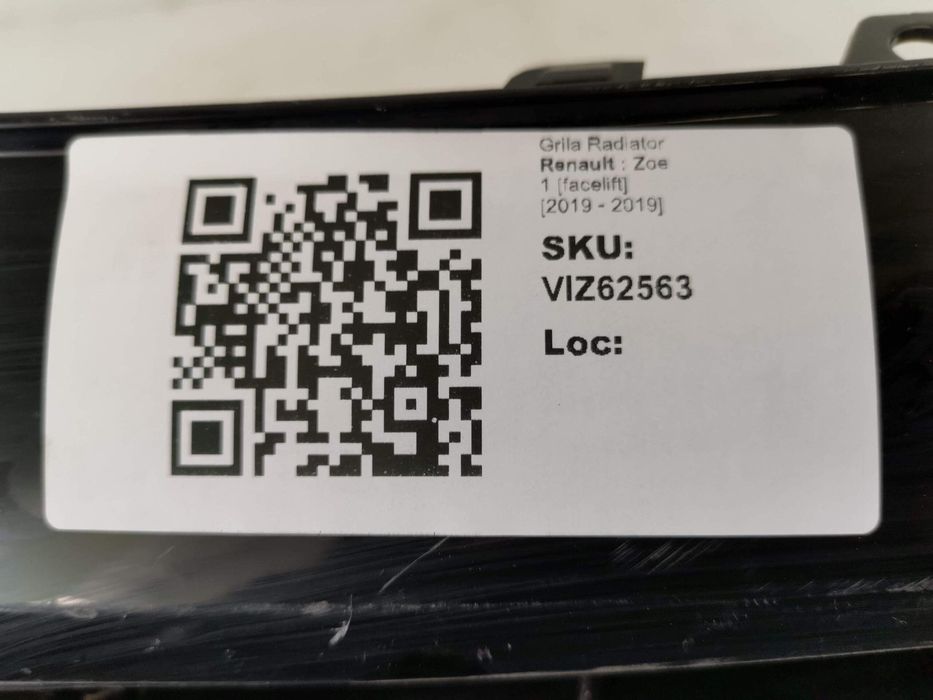 Grila Radiator
Renault : Zoe
1 [facelift]
[2019 - 2019]
SKU:
VIZ62563
Loc: